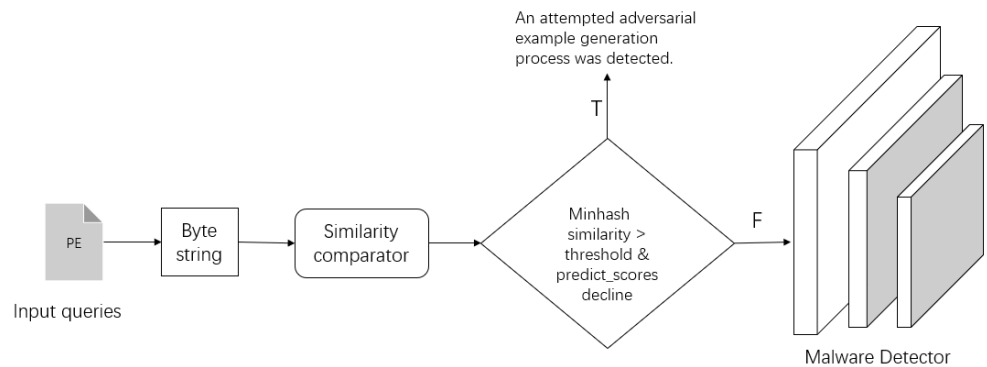 An attempted adversarial
example generation
process was detected.
T
PE
Input queries
Byte
string
Similarity
comparator
Minhash
similarity >
threshold &
predict_scores
decline
F
Malware Detector